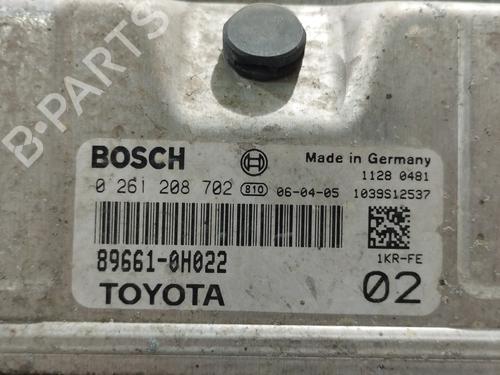 B-PARTS
BOSCH
Made in Germany
1128 0481
0 261 208 702 810 06-04-05 1039S12537
89661-0H022
1KR-FE
TOYOTA
02